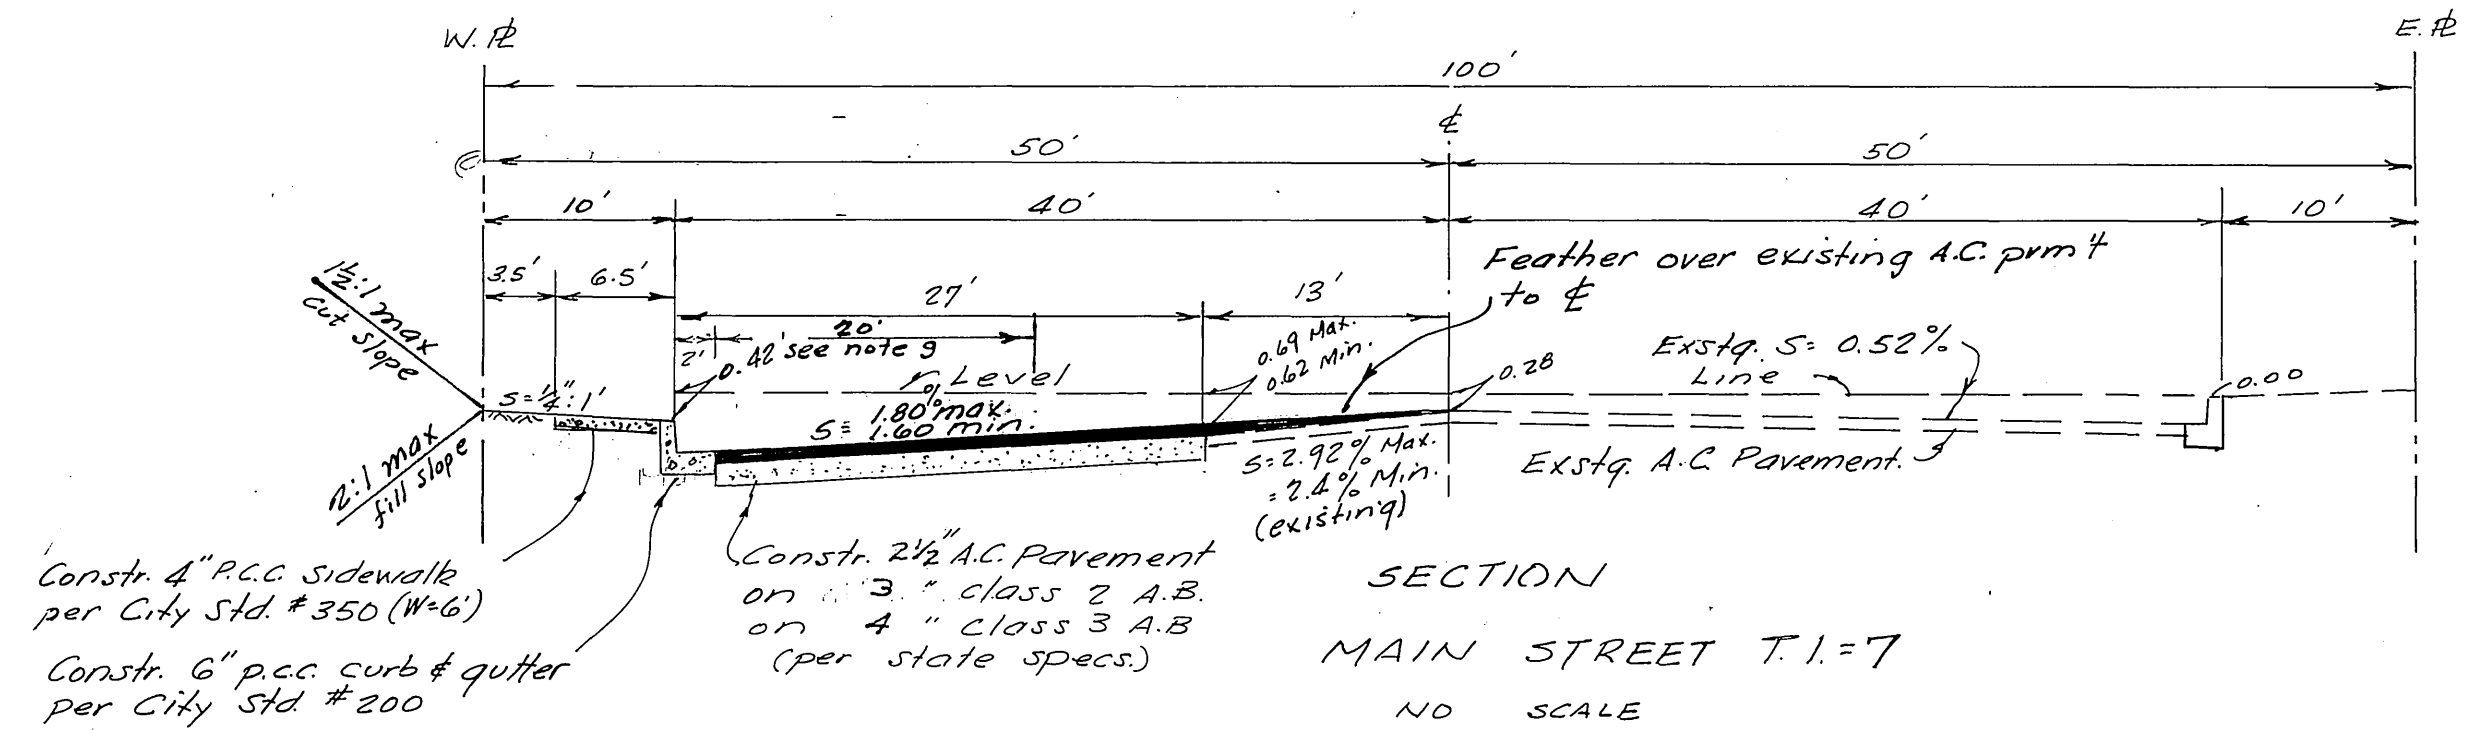 W. ⅊
E. ⅊
100'
℄
50'
50'
10'
40'
40'
10'
3.5'
6.5'
27'
13'
Feather over existing A.C. pvm't
to ℄
2'
20'
0.42' see note 9
0.69 Max.
0.62 Min.
0.28
Exstg. S= 0.52%
Level
Line
0.00
1½:1 max
cut slope
2:1 max
fill slope
S=¼":1'
S= 1.80% max.
1.60 min.
S=2.92% Max.
=2.4% Min.
(existing)
Exstg. A.C. Pavement.
Constr. 4" P.C.C. Sidewalk
per City Std. #350 (W=6')
Constr. 6" p.c.c. curb & gutter
per City Std. #200
Constr. 2½" A.C. Pavement
on 3" class 2 A.B.
on 4" class 3 A.B
(per state specs.)
SECTION
MAIN STREET T.I.=7
NO SCALE